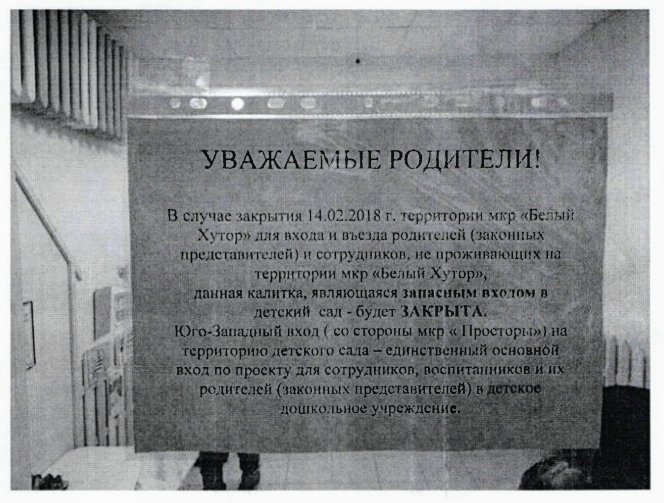 УВАЖАЕМЫЕ РОДИТЕЛИ!
В случае закрытия 14.02.2018 г. территории мкр «Белый
Хутор» для входа и въезда родителей (законных
представителей) и сотрудников, не проживающих на
территории мкр «Белый Хутор»,
данная калитка, являющаяся запасным входом в
детский сад - будет ЗАКРЫТА.
Юго-Западный вход ( со стороны мкр « Просторы») на
территорию детского сада – единственный основной
вход по проекту для сотрудников, воспитанников и их
родителей (законных представителей) в детское
дошкольное учреждение.